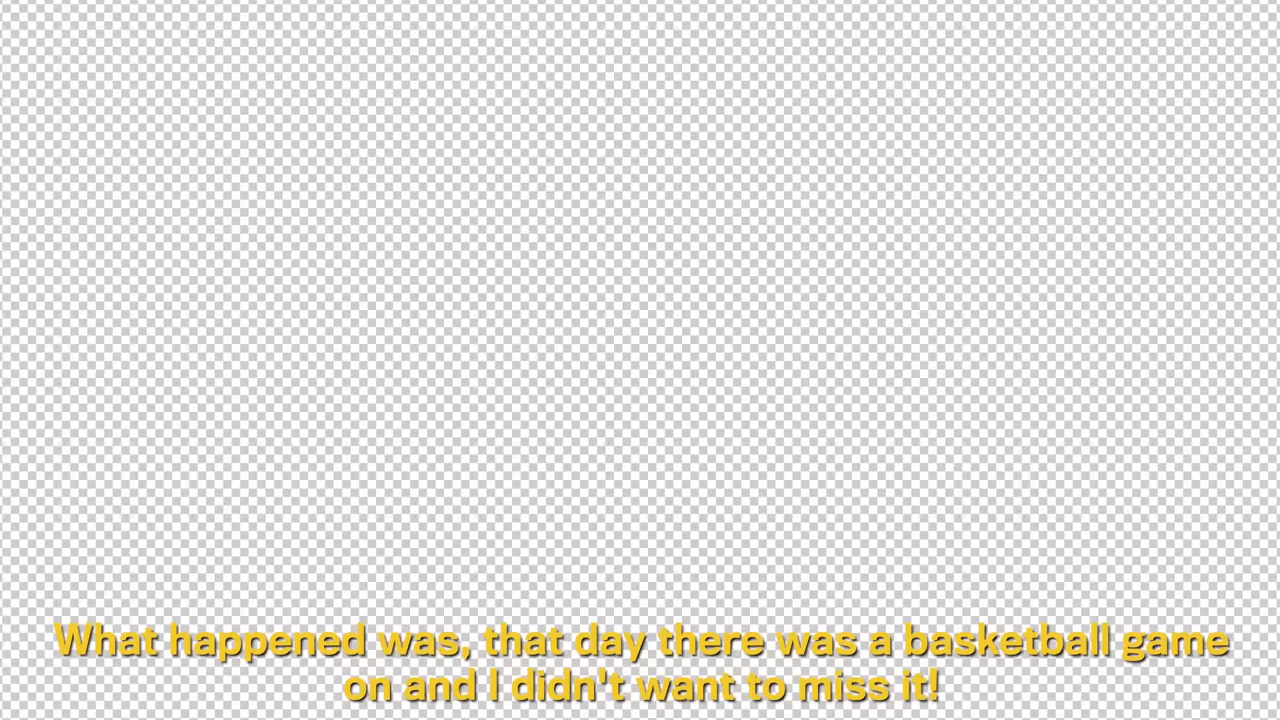 What happened was, that day there was a basketball game
on and I didn't want to miss it!